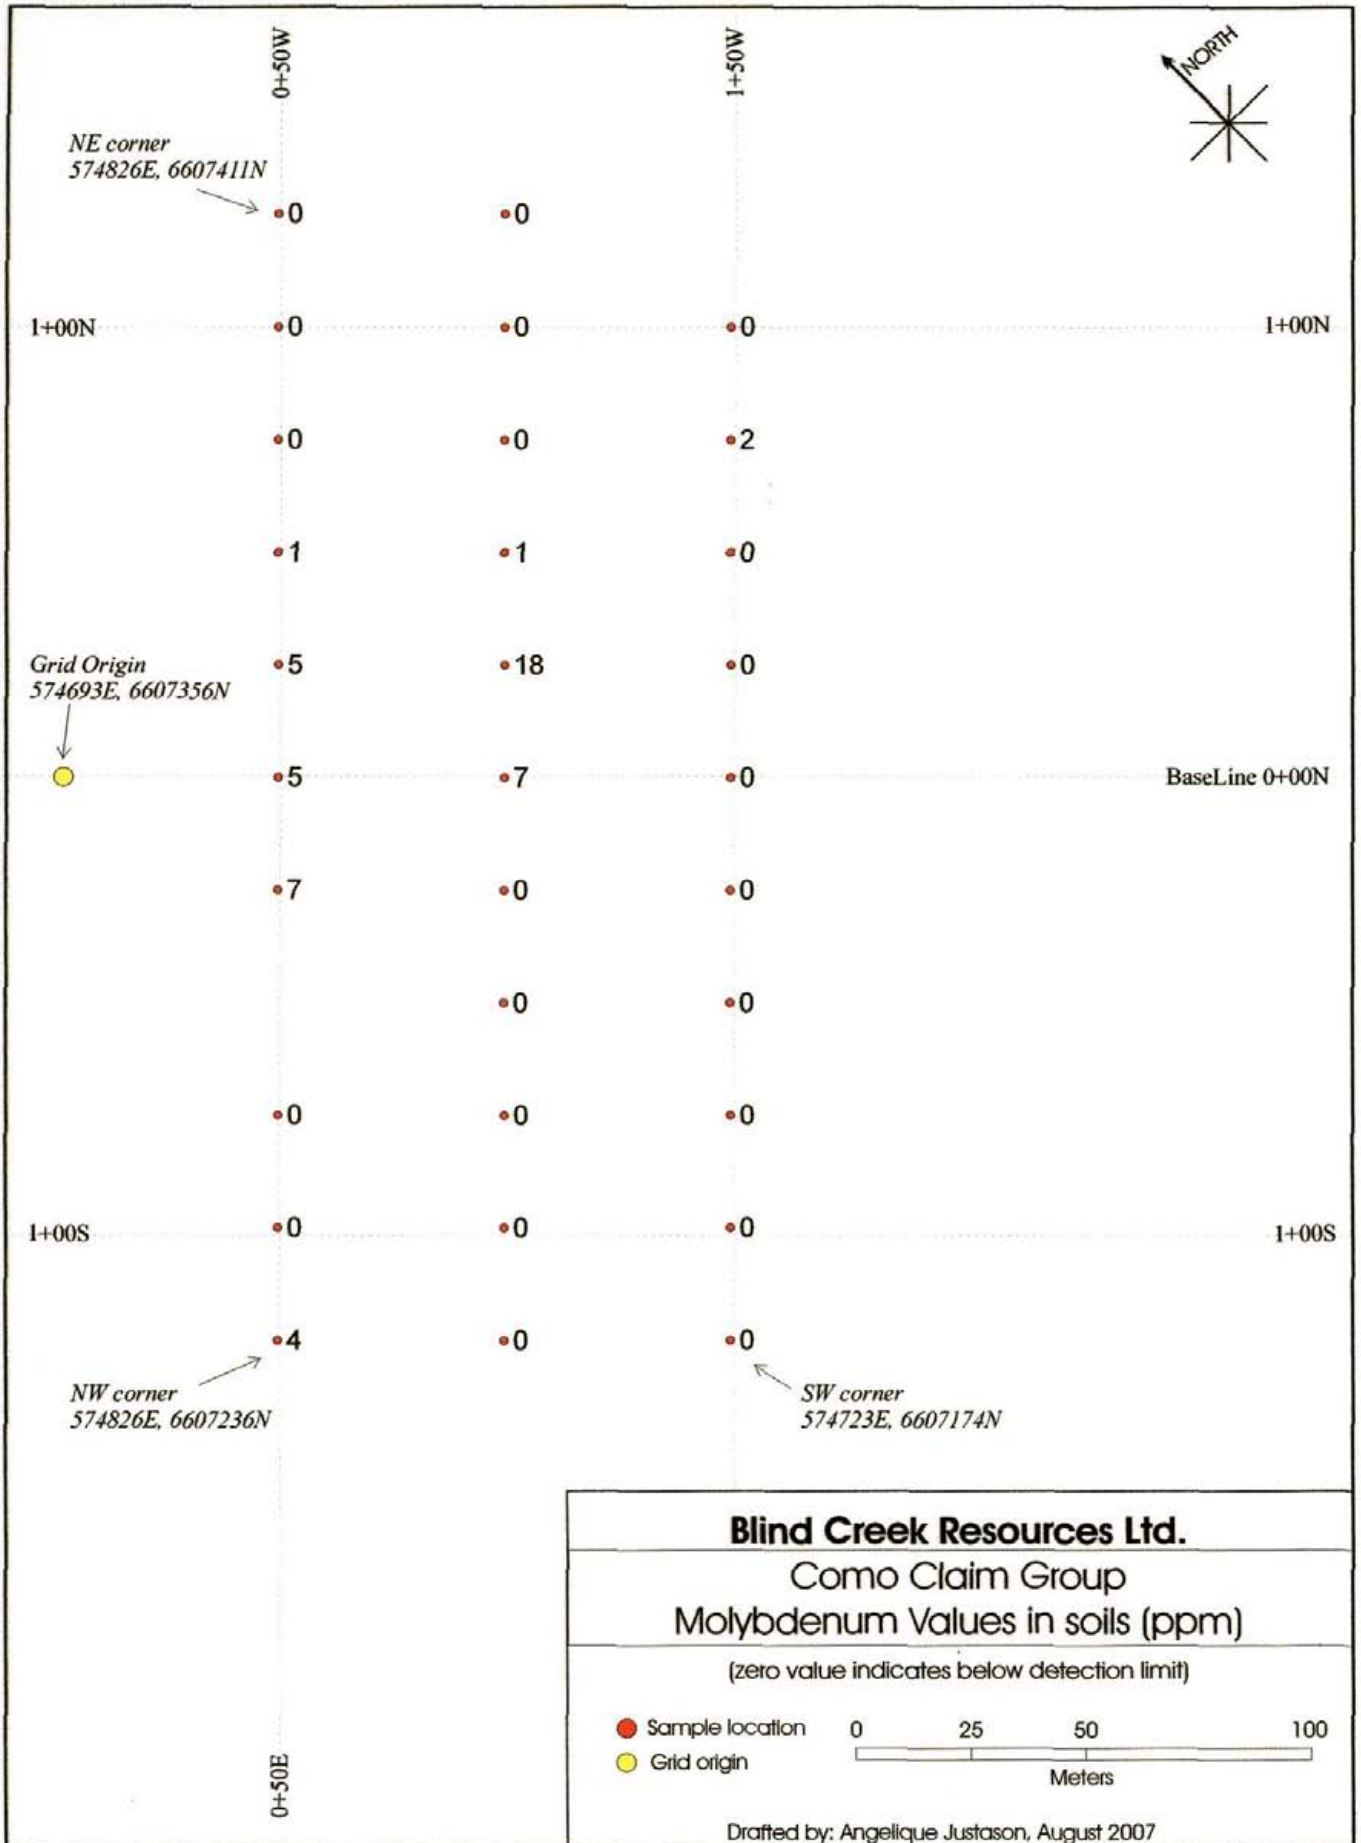 0+50W
1+50W
NORTH
NE corner
574826E, 6607411N
0
0
1+00N
0
0
0
1+00N
0
0
2
1
1
0
Grid Origin
574693E, 6607356N
5
18
0
5
7
0
BaseLine 0+00N
7
0
0
0
0
0
0
0
1+00S
0
0
0
1+00S
4
0
0
NW corner
574826E, 6607236N
SW corner
574723E, 6607174N
Blind Creek Resources Ltd.
Como Claim Group
Molybdenum Values in soils (ppm)
(zero value indicates below detection limit)
Sample location
Grid origin
0 25 50 100
Meters
0+50E
Drafted by: Angelique Justason, August 2007